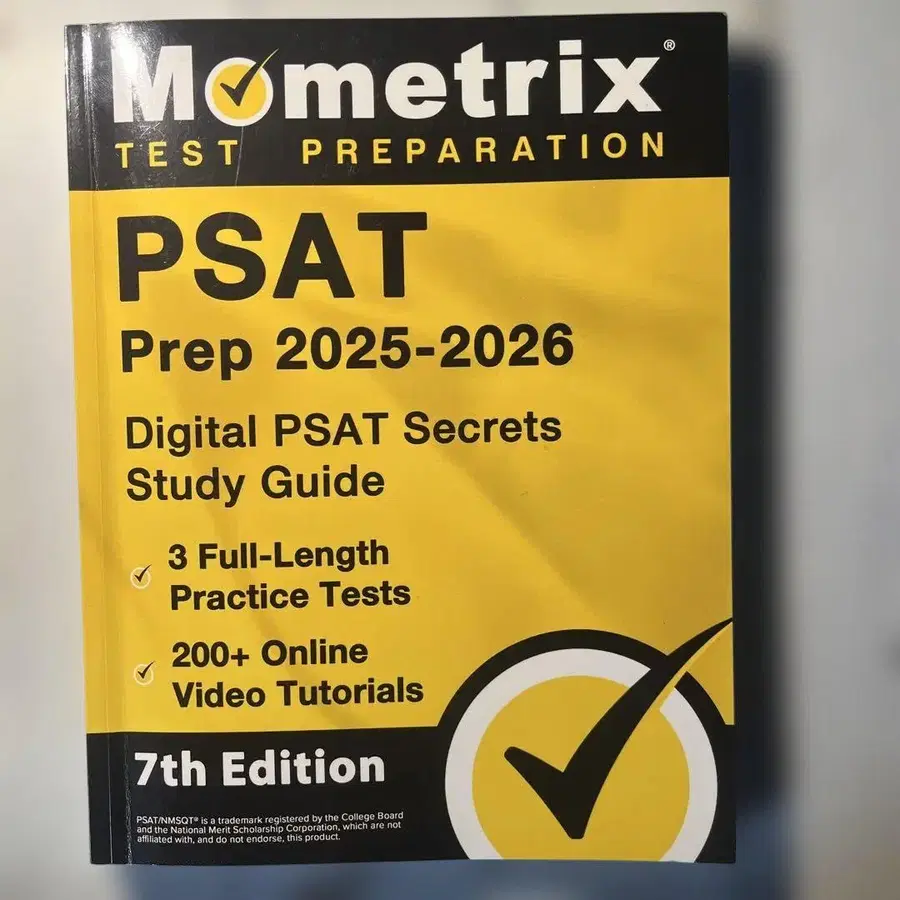 Mometrix®
TEST PREPARATION
PSAT
Prep 2025-2026
Digital PSAT Secrets
Study Guide
3 Full-Length
Practice Tests
200+ Online
Video Tutorials
7th Edition
PSAT/NMSQT® is a trademark registered by the College Board
and the National Merit Scholarship Corporation, which are not
affiliated with, and do not endorse, this product.